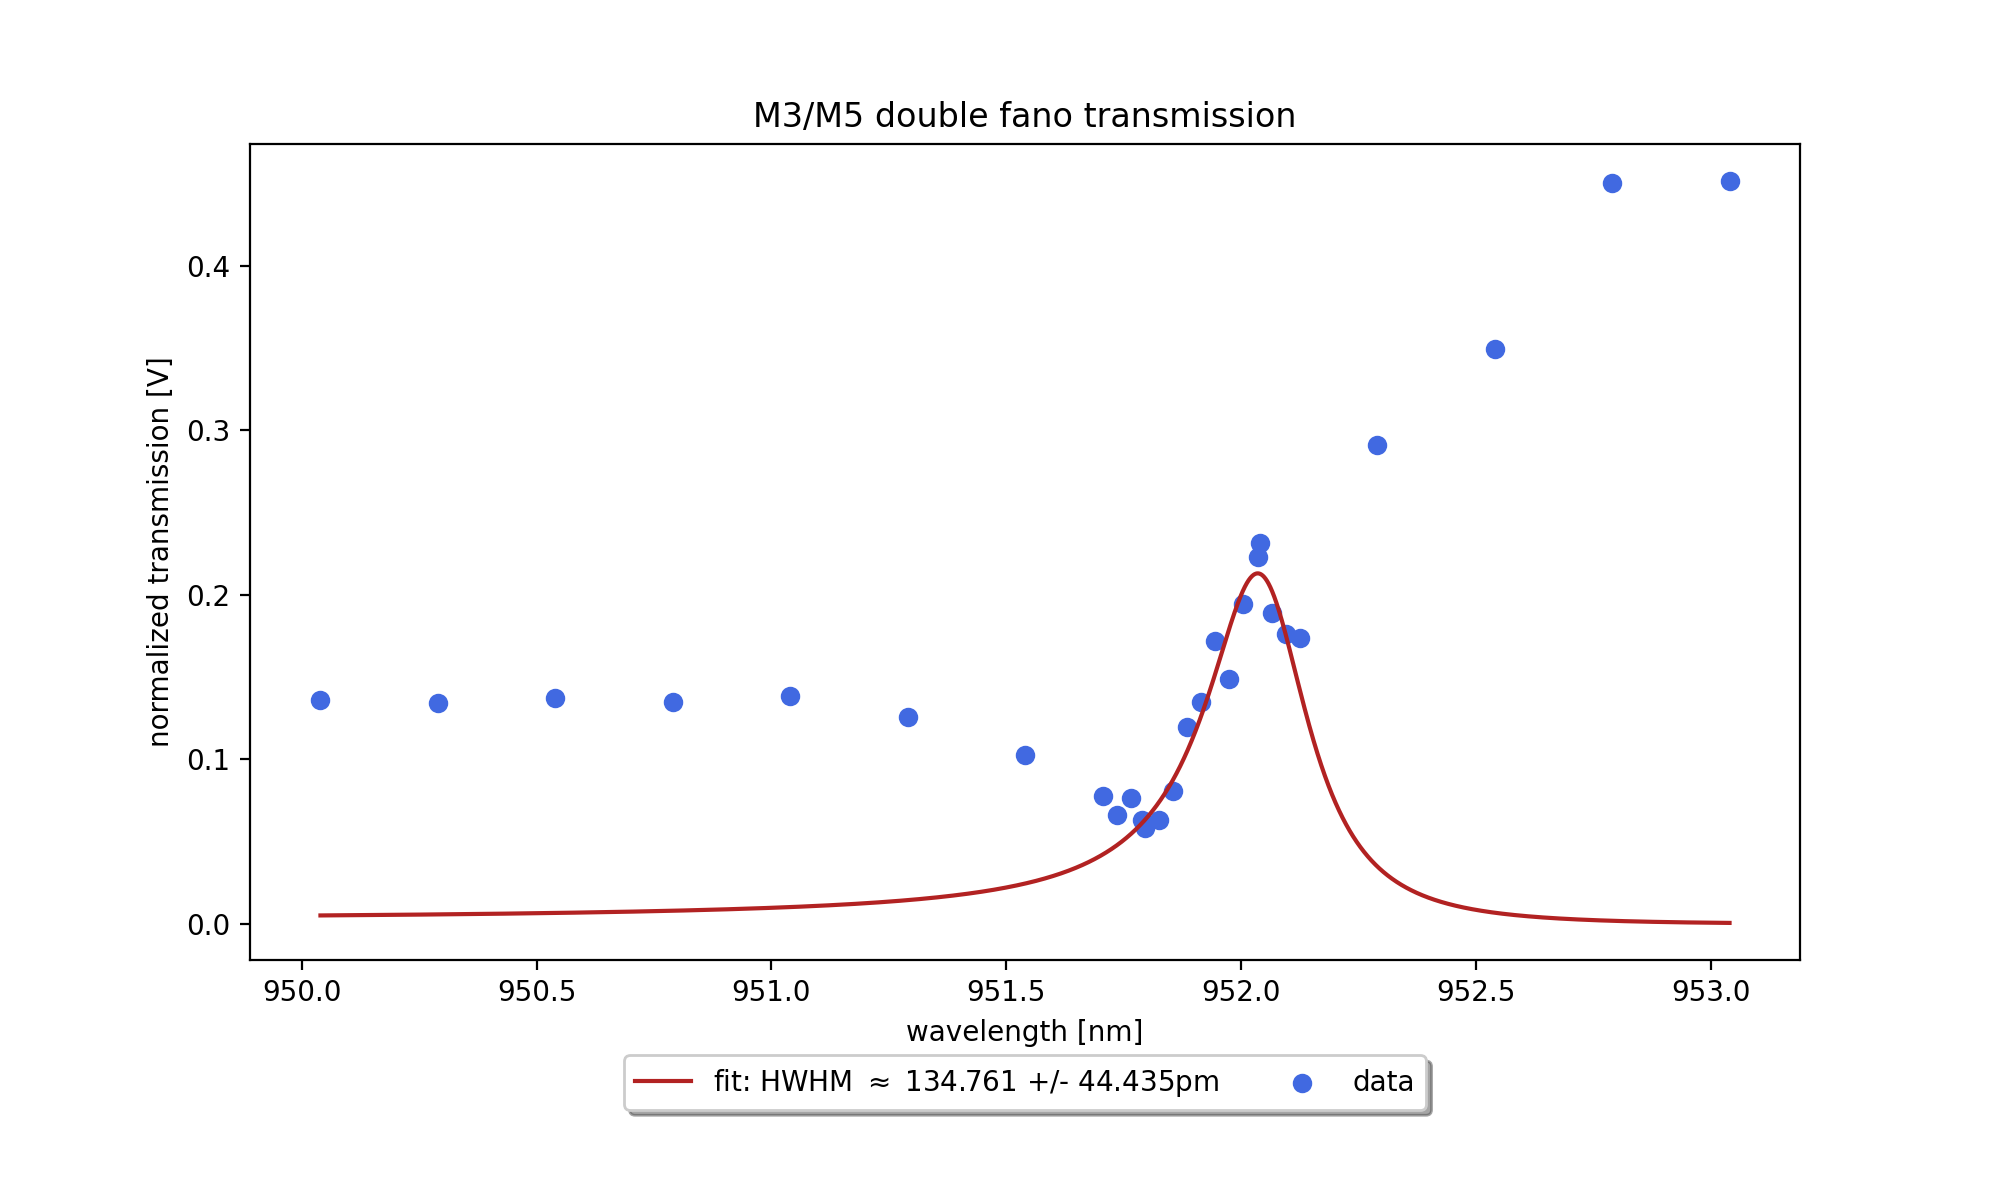 M3/M5 double fano transmission
normalized transmission [V]
0.4
0.3
0.2
0.1
0.0
950.0 950.5 951.0 951.5 952.0 952.5 953.0
wavelength [nm]
fit: HWHM ≈ 134.761 +/- 44.435pm data